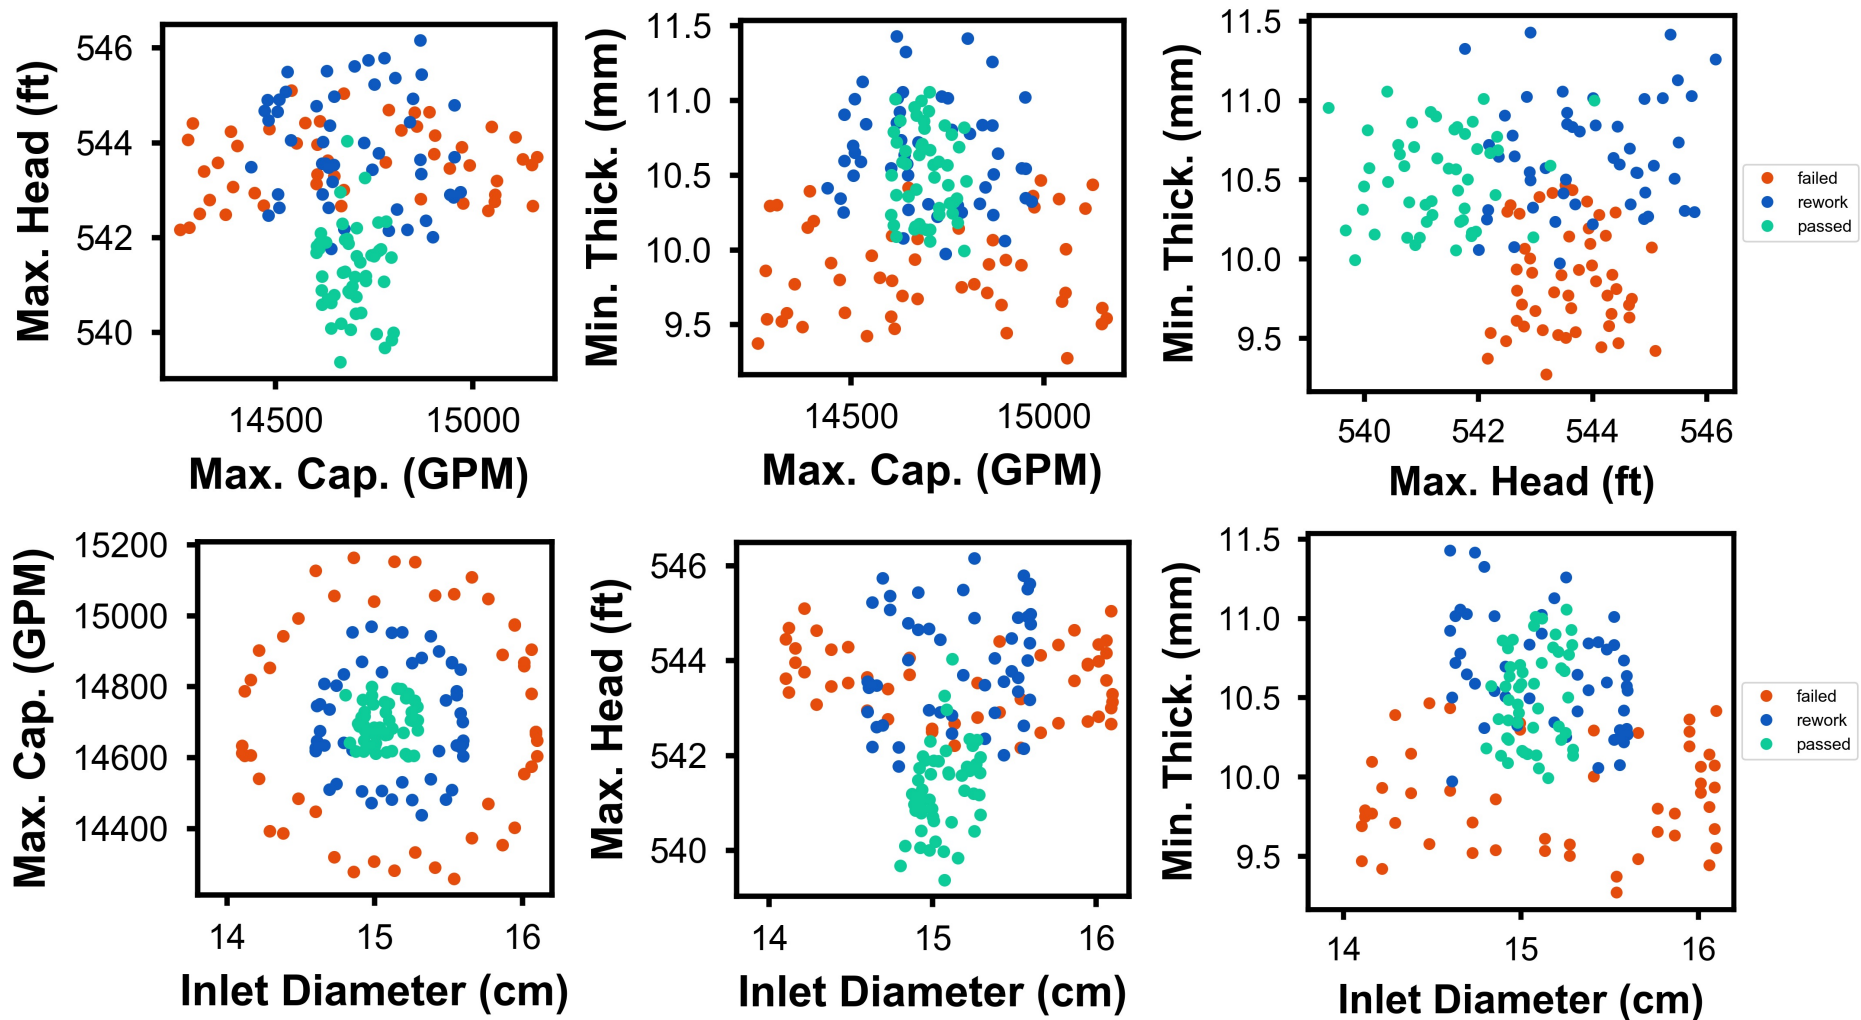 546
544
542
540
Max. Head (ft)
14500
15000
Max. Cap. (GPM)
11.5
11.0
10.5
10.0
9.5
Min. Thick. (mm)
14500
15000
Max. Cap. (GPM)
11.5
11.0
10.5
10.0
9.5
Min. Thick. (mm)
540
542
544
546
Max. Head (ft)
failed
rework
passed
15200
15000
14800
14600
14400
Max. Cap. (GPM)
14
15
16
Inlet Diameter (cm)
546
544
542
540
Max. Head (ft)
14
15
16
Inlet Diameter (cm)
11.5
11.0
10.5
10.0
9.5
Min. Thick. (mm)
14
15
16
Inlet Diameter (cm)
failed
rework
passed